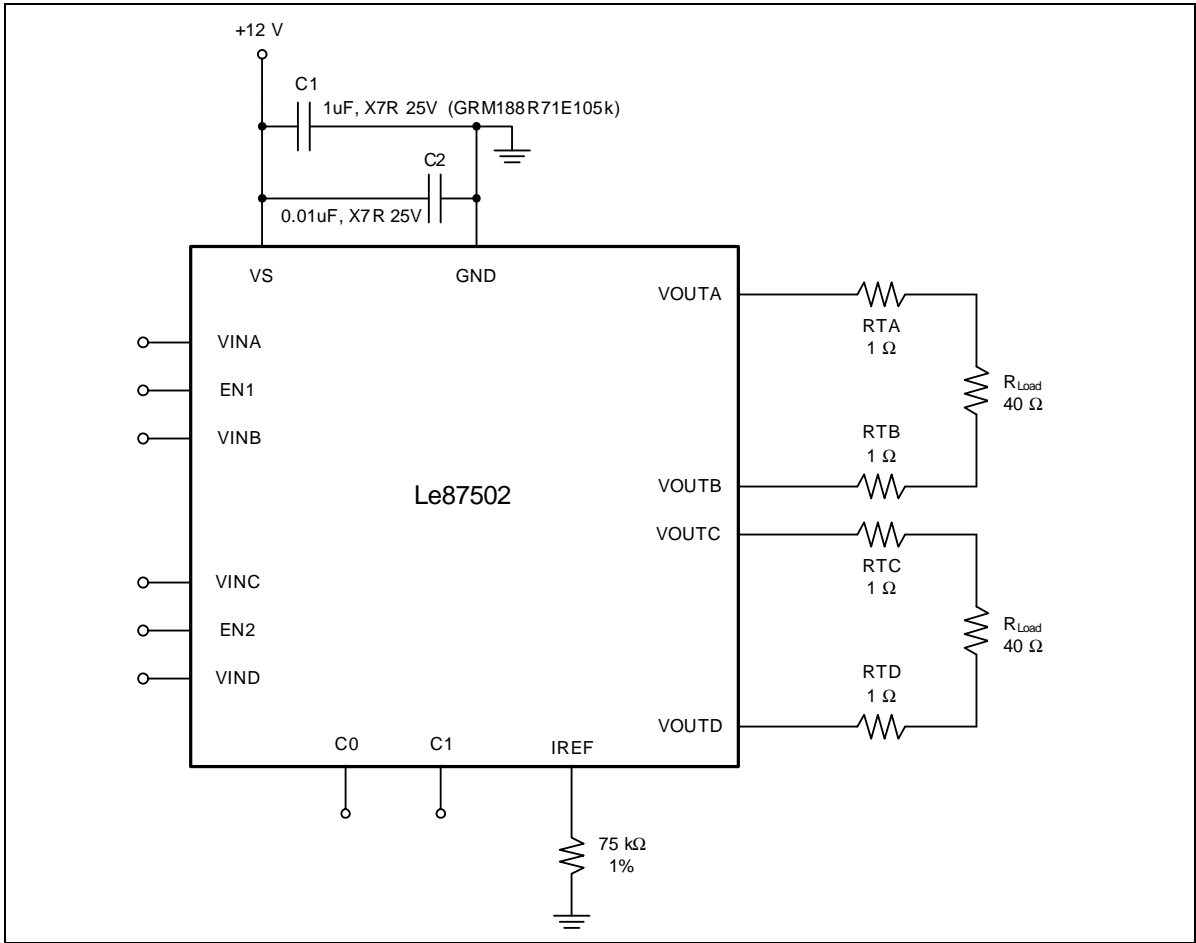 +12 V
C1
1uF, X7R 25V (GRM188R71E105k)
C2
0.01uF, X7R 25V
VS
GND
VOUTA
RTA
1 Ω
VINA
EN1
R_Load
40 Ω
VINB
RTB
1 Ω
Le87502
VOUTB
VOUTC
RTC
1 Ω
VINC
EN2
R_Load
40 Ω
VIND
RTD
1 Ω
VOUTD
C0
C1
IREF
75 kΩ
1%